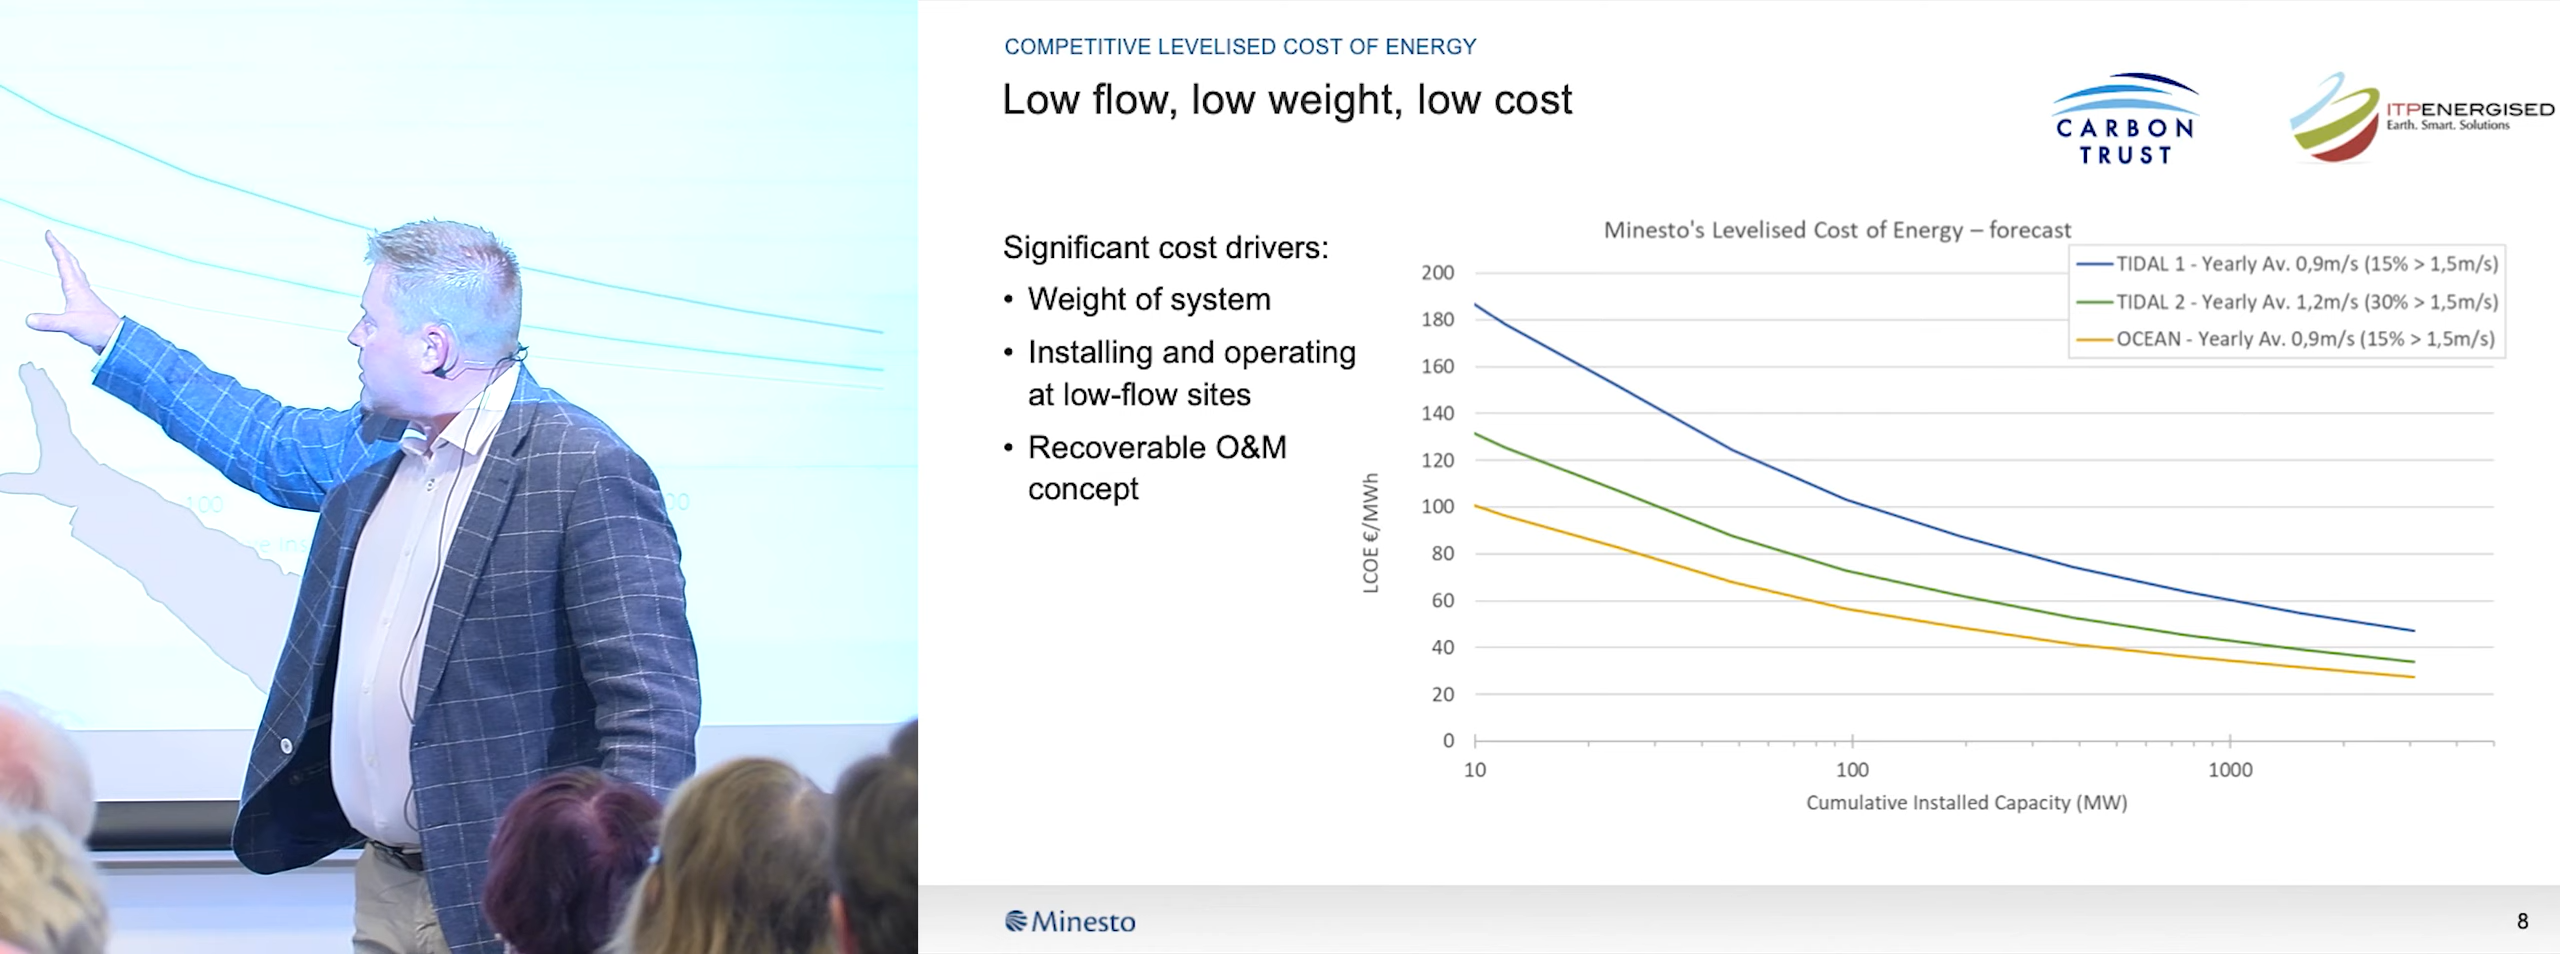 COMPETITIVE LEVELISED COST OF ENERGY
Low flow, low weight, low cost
CARBON
TRUST
ITPENERGISED
Earth. Smart. Solutions
Significant cost drivers:
• Weight of system
• Installing and operating
at low-flow sites
• Recoverable O&M
concept
Minesto's Levelised Cost of Energy – forecast
TIDAL 1 - Yearly Av. 0,9m/s (15% > 1,5m/s)
TIDAL 2 - Yearly Av. 1,2m/s (30% > 1,5m/s)
OCEAN - Yearly Av. 0,9m/s (15% > 1,5m/s)
LCOE €/MWh
200
180
160
140
120
100
80
60
40
20
0
10
100
1000
Cumulative Installed Capacity (MW)
Minesto
8
100